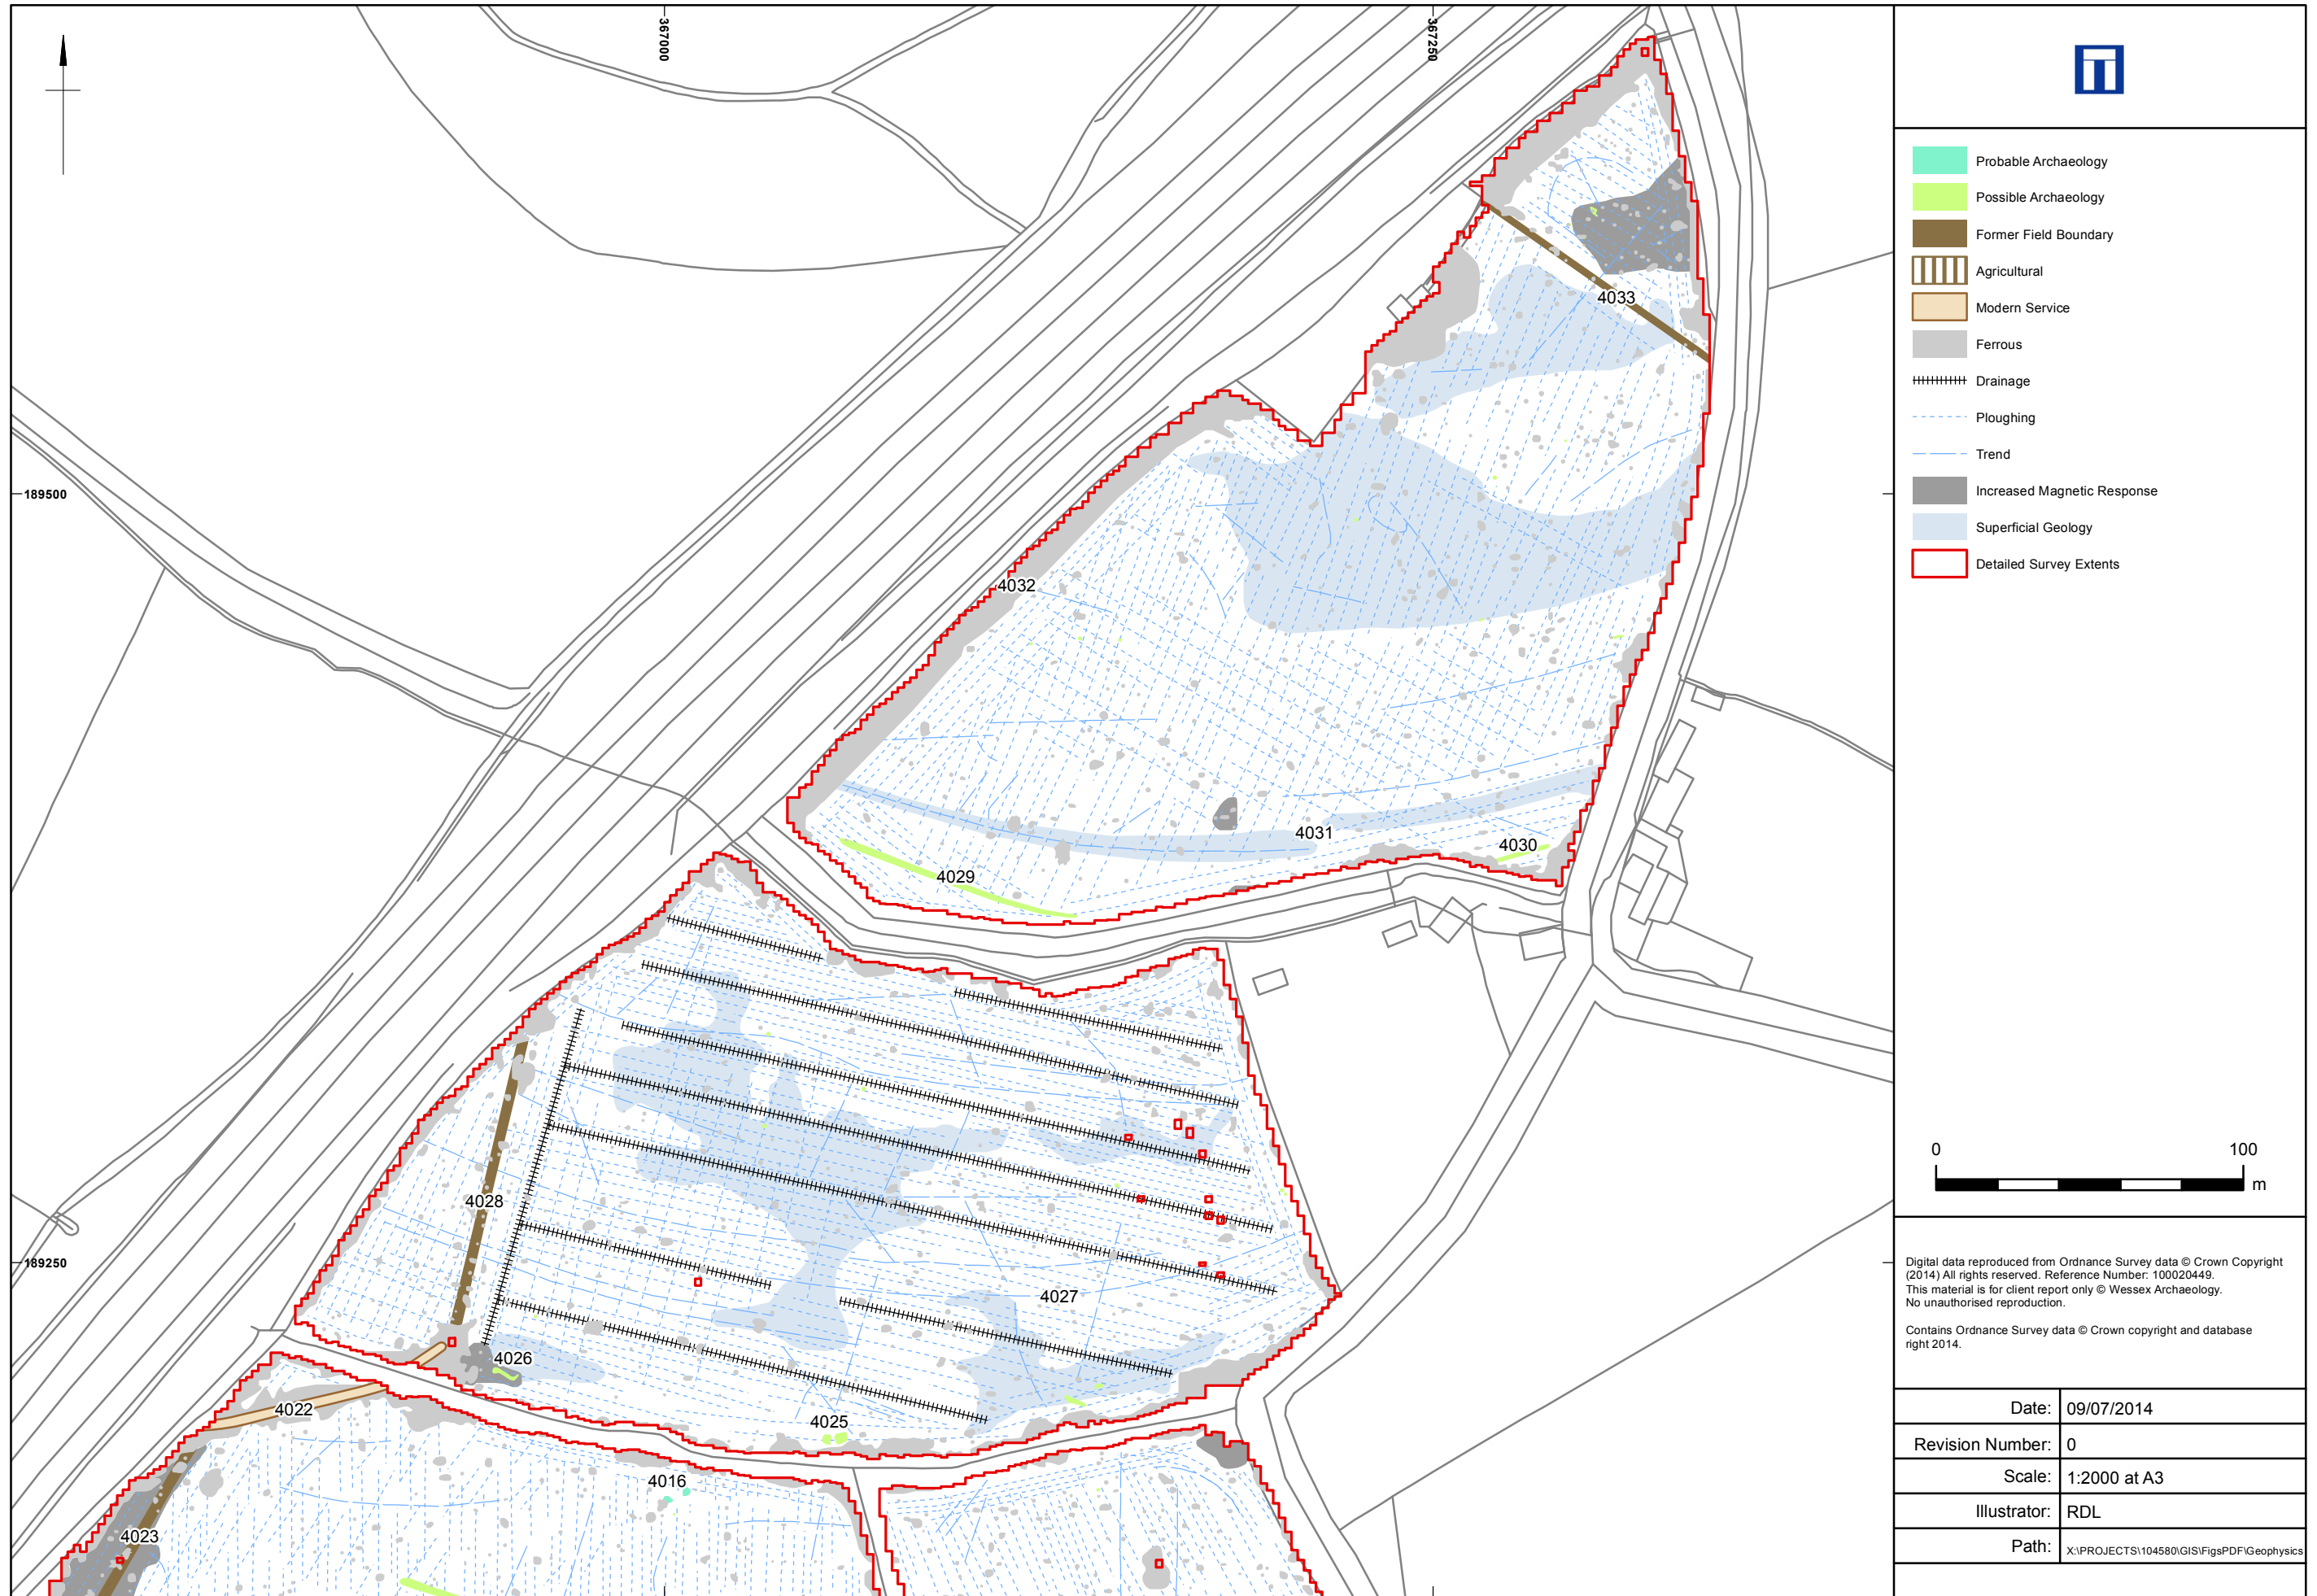 367000
367250
189500
189250
4033
4032
4031
4030
4029
4028
4027
4026
4025
4022
4016
4023
Probable Archaeology
Possible Archaeology
Former Field Boundary
Agricultural
Modern Service
Ferrous
Drainage
Ploughing
Trend
Increased Magnetic Response
Superficial Geology
Detailed Survey Extents
0 100
m
Digital data reproduced from Ordnance Survey data © Crown Copyright
(2014) All rights reserved. Reference Number: 100020449.
This material is for client report only © Wessex Archaeology.
No unauthorised reproduction.
Contains Ordnance Survey data © Crown copyright and database
right 2014.
Date: 09/07/2014
Revision Number: 0
Scale: 1:2000 at A3
Illustrator: RDL
Path: X:\PROJECTS\104580\GIS\FigsPDF\Geophysics